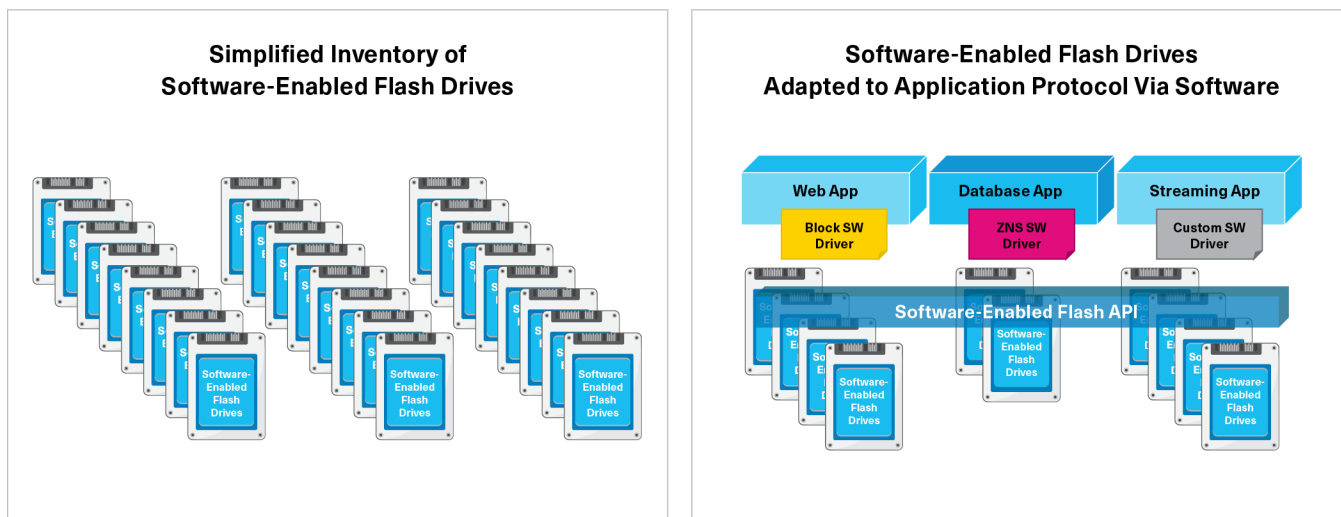 Simplified Inventory of
Software-Enabled Flash Drives
Software-
Enabled
Flash
Drives
Software-
Enabled
Flash
Drives
Software-
Enabled
Flash
Drives
Software-Enabled Flash Drives
Adapted to Application Protocol Via Software
Web App
Database App
Streaming App
Block SW
Driver
ZNS SW
Driver
Custom SW
Driver
Software-Enabled Flash API
Software-
Enabled
Flash
Drives
Software-
Enabled
Flash
Drives
Software-
Enabled
Flash
Drives